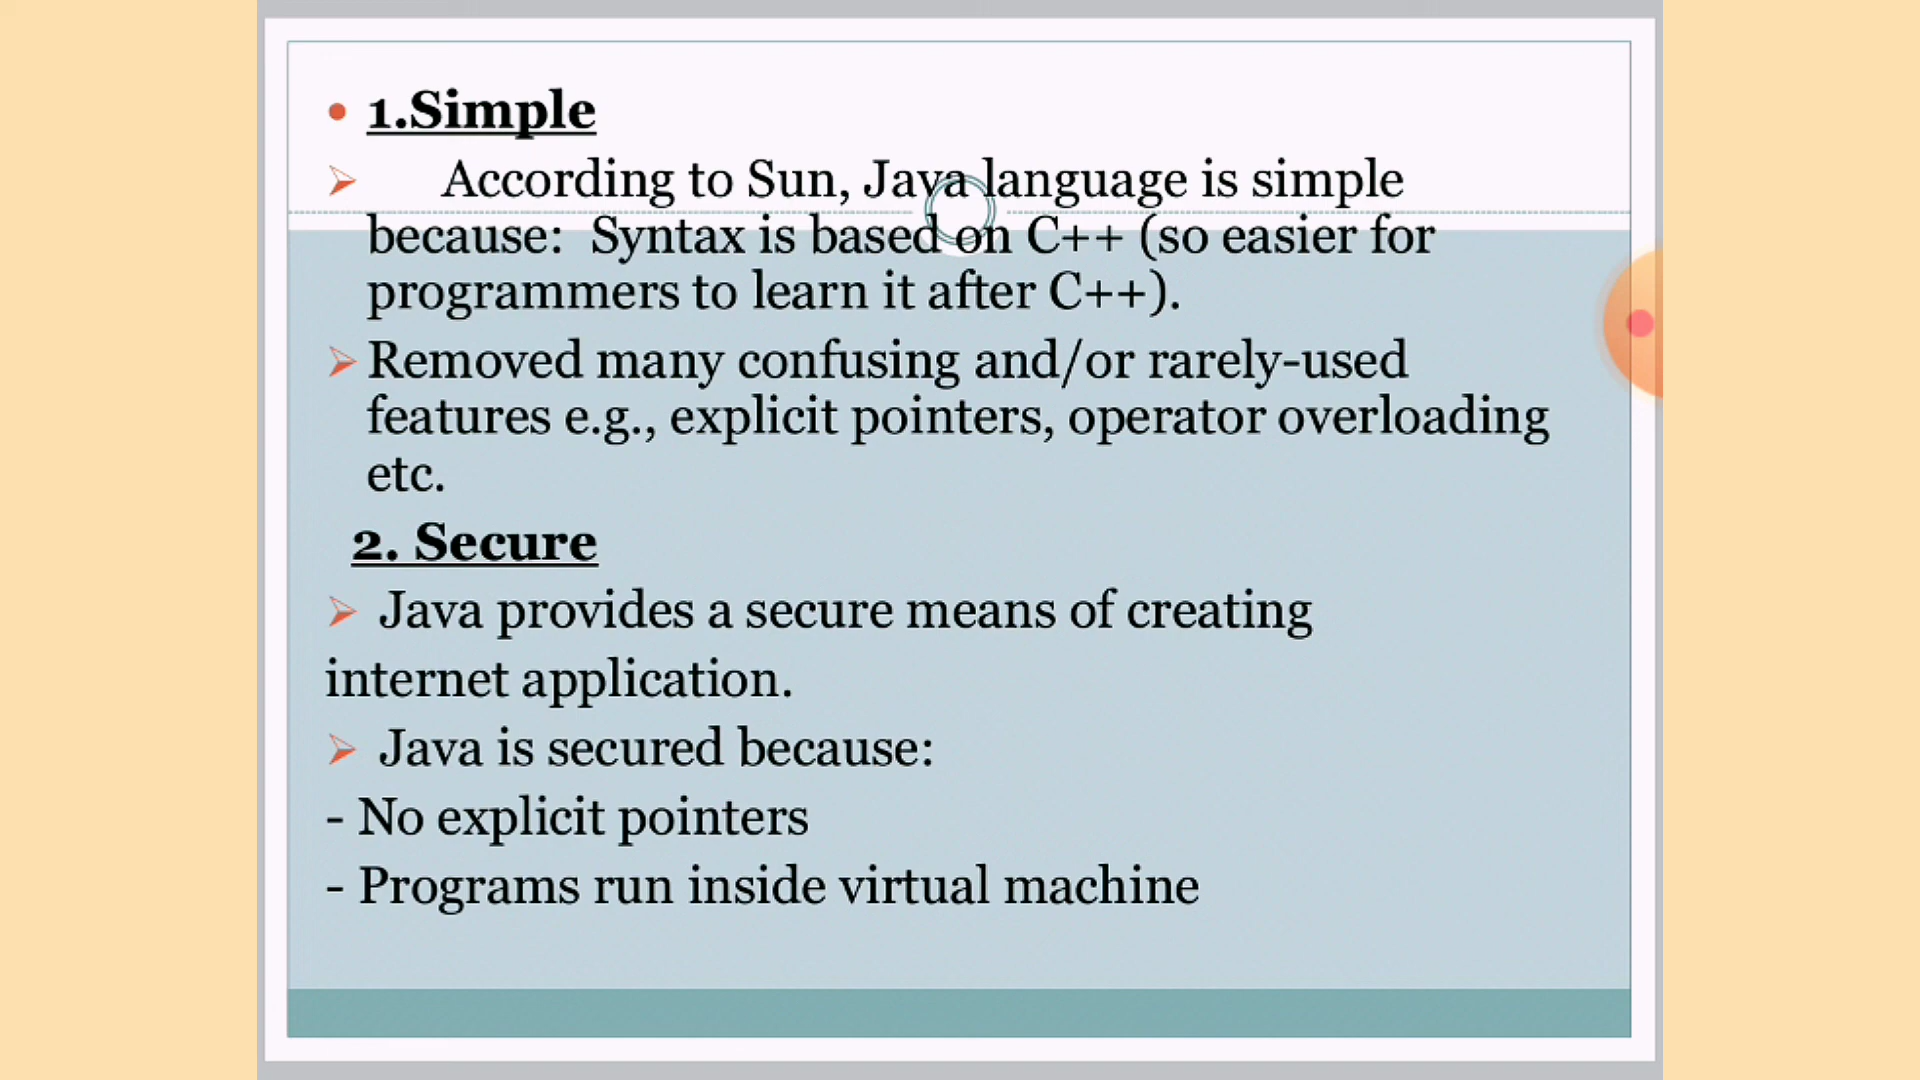 • 1.Simple
➢ According to Sun, Java language is simple
because: Syntax is based on C++ (so easier for
programmers to learn it after C++).
➢ Removed many confusing and/or rarely-used
features e.g., explicit pointers, operator overloading
etc.
2. Secure
➢ Java provides a secure means of creating
internet application.
➢ Java is secured because:
- No explicit pointers
- Programs run inside virtual machine